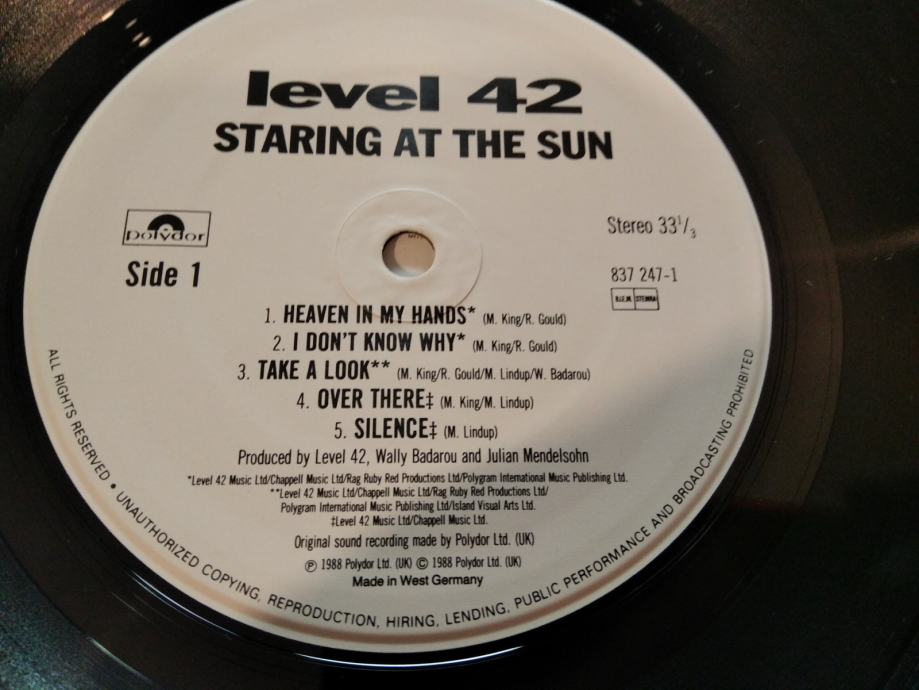 level 42
STARING AT THE SUN
polydor
Stereo 33 1/3
Side 1
837 247-1
B.I.E.M. STEMRA
1. HEAVEN IN MY HANDS* (M. King/R. Gould)
2. I DON'T KNOW WHY* (M. King/R. Gould)
3. TAKE A LOOK** (M. King/R. Gould/M. Lindup/W. Badarou)
4. OVER THERE‡ (M. King/M. Lindup)
5. SILENCE‡ (M. Lindup)
Produced by Level 42, Wally Badarou and Julian Mendelsohn
*Level 42 Music Ltd/Chappell Music Ltd/Rag Ruby Red Productions Ltd/Polygram International Music Publishing Ltd.
**Level 42 Music Ltd/Chappell Music Ltd/Rag Ruby Red Productions Ltd/
Polygram International Music Publishing Ltd/Island Visual Arts Ltd.
‡Level 42 Music Ltd/Chappell Music Ltd.
Original sound recording made by Polydor Ltd. (UK)
℗ 1988 Polydor Ltd. (UK) © 1988 Polydor Ltd. (UK)
Made in West Germany
ALL RIGHTS RESERVED • UNAUTHORIZED COPYING, REPRODUCTION, HIRING, LENDING, PUBLIC PERFORMANCE AND BROADCASTING PROHIBITED